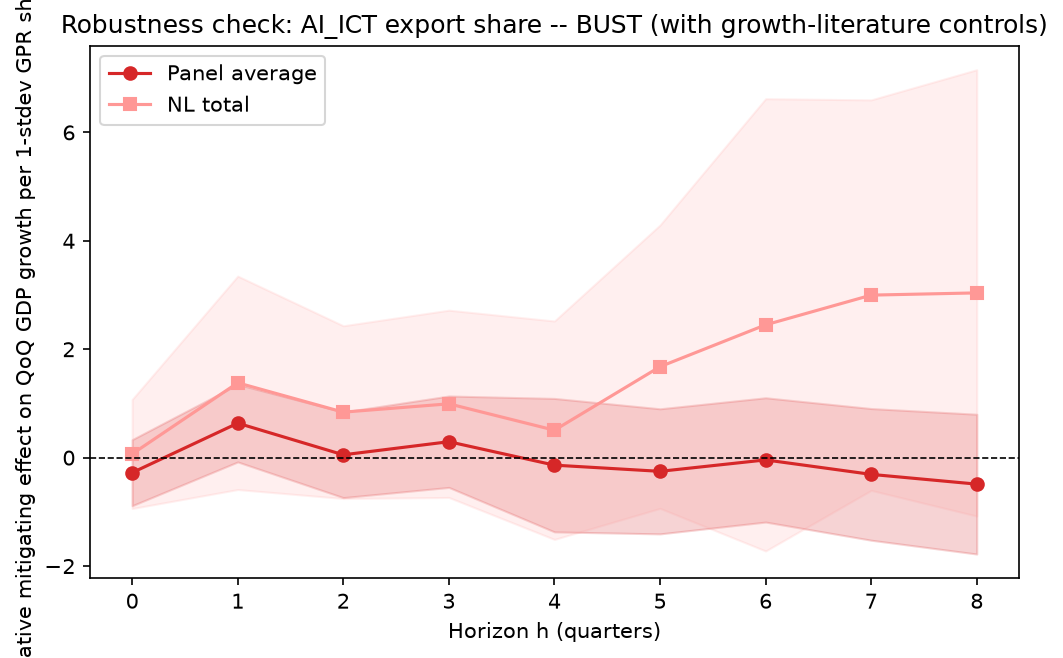 Robustness check: AI_ICT export share -- BUST (with growth-literature controls)
Panel average
NL total
6
4
2
0
−2
ative mitigating effect on QoQ GDP growth per 1-stdev GPR sh
0 1 2 3 4 5 6 7 8
Horizon h (quarters)